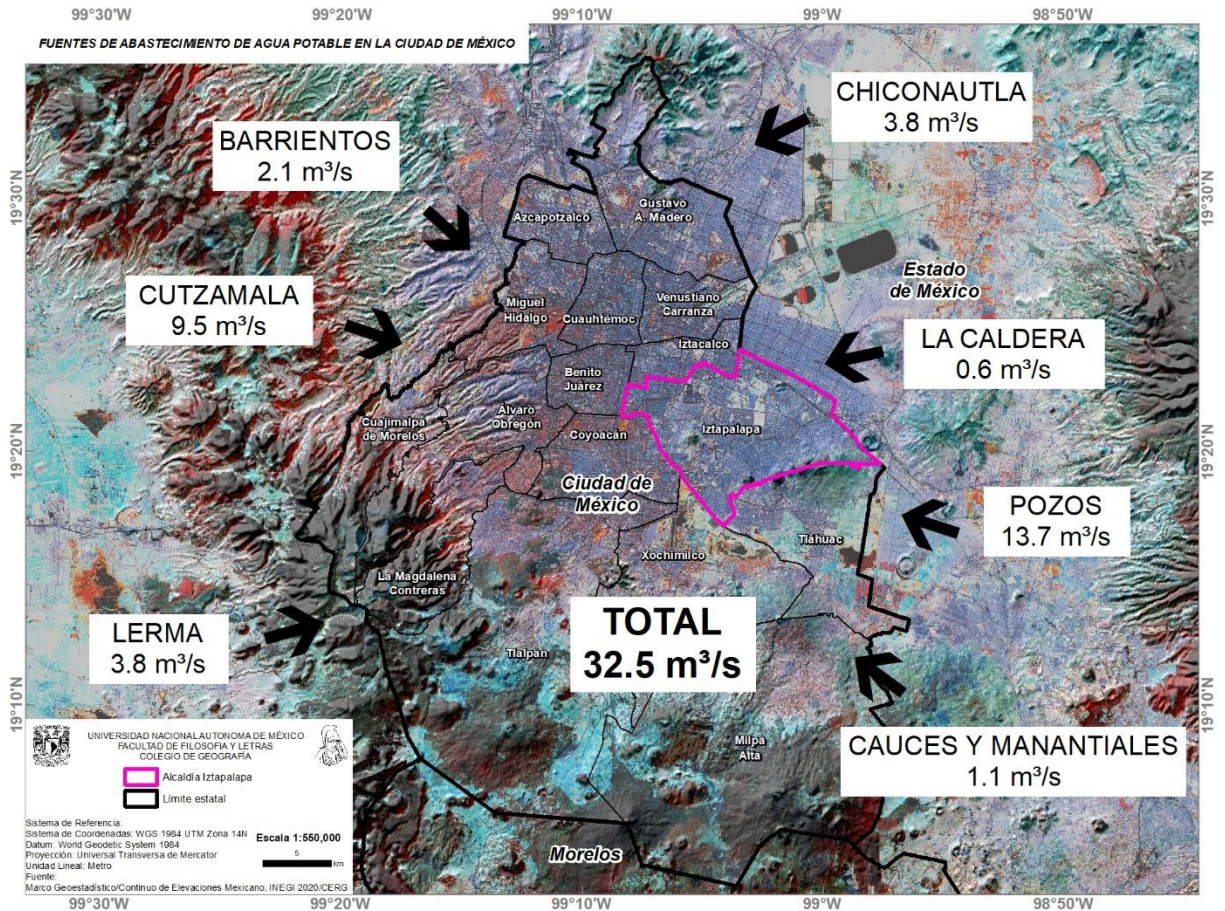 99°30'W
99°20'W
99°10'W
99°W
98°50'W
FUENTES DE ABASTECIMIENTO DE AGUA POTABLE EN LA CIUDAD DE MÉXICO
CHICONAUTLA
3.8 m³/s
BARRIENTOS
2.1 m³/s
19°30'N
19°30'N
Azcapotzalco
Gustavo
A. Madero
Estado
de México
CUTZAMALA
9.5 m³/s
Miguel
Hidalgo
Cuauhtémoc
Venustiano
Carranza
Iztacalco
LA CALDERA
0.6 m³/s
Benito
Juárez
Cuajimalpa
de Morelos
Álvaro
Obregón
Coyoacán
Iztapalapa
19°20'N
19°20'N
Ciudad de
México
POZOS
13.7 m³/s
Tláhuac
Xochimilco
La Magdalena
Contreras
LERMA
3.8 m³/s
TOTAL
32.5 m³/s
Tlalpan
19°10'N
19°10'N
Milpa
Alta
CAUCES Y MANANTIALES
1.1 m³/s
UNIVERSIDAD NACIONAL AUTONOMA DE MÉXICO
FACULTAD DE FILOSOFIA Y LETRAS
COLEGIO DE GEOGRAFÍA
Alcaldía Iztapalapa
Límite estatal
Sistema de Referencia:
Sistema de Coordenadas: WGS 1984 UTM Zona 14N
Datum: World Geodetic System 1984
Proyección: Universal Transversa de Mercator
Unidad Lineal: Metro
Fuente:
Marco Geoestadístico/Continuo de Elevaciones Mexicano, INEGI 2020/CERG
Escala 1:550,000
5
km
Morelos
99°30'W
99°20'W
99°10'W
99°W
98°50'W